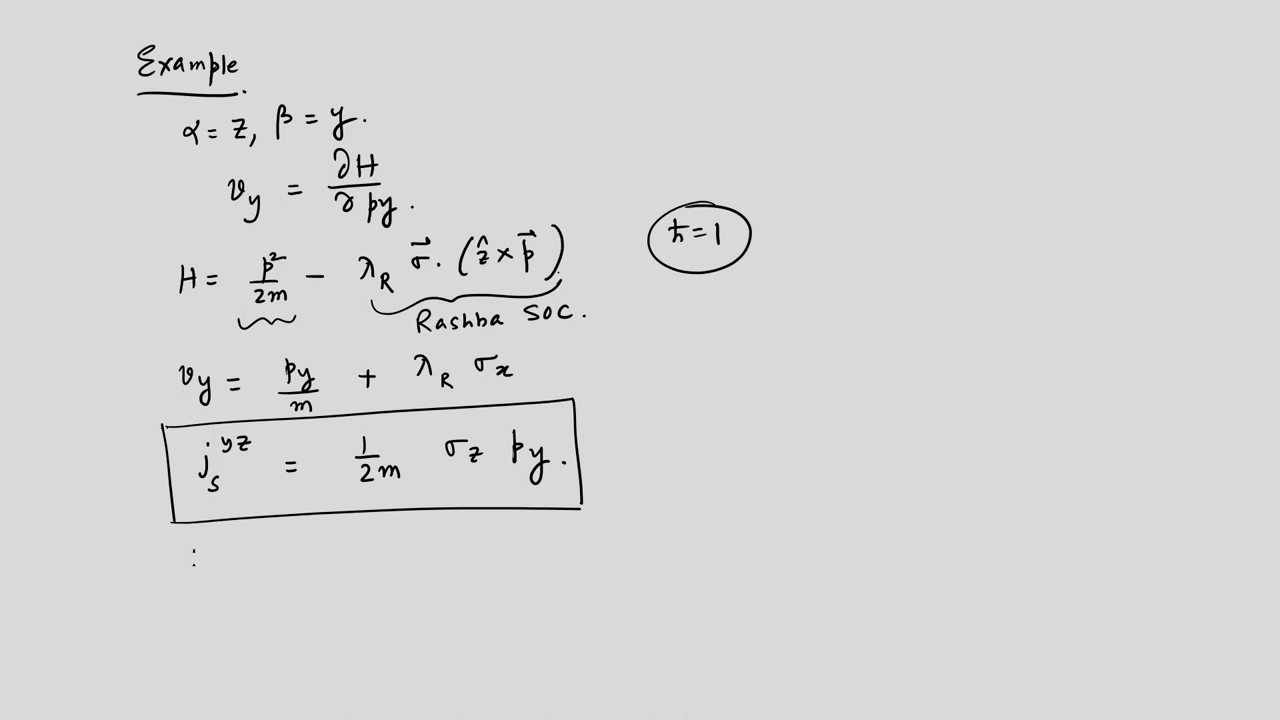 Example.
α = z, β = y.
v_y = ∂H/∂p_y.
H = p²/2m − λ_R σ⃗ · (ẑ × p⃗)
ħ = 1
Rashba SOC.
v_y = p_y/m + λ_R σ_x
j_s^{yz} = 1/2m σ_z p_y.
⋮